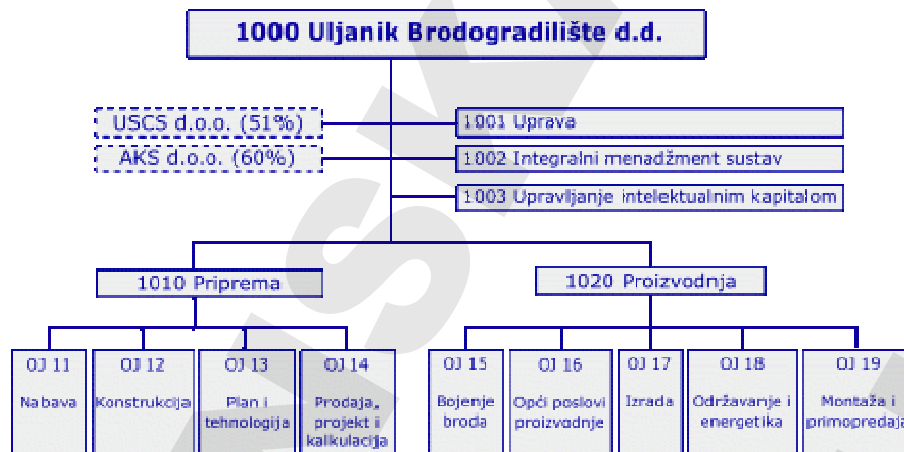 1000 Uljanik Brodogradilište d.d.
USCS d.o.o. (51%)
1001 Uprava
AKS d.o.o. (60%)
1002 Integralni menadžment sustav
1003 Upravljanje intelektualnim kapitalom
1010 Priprema
1020 Proizvodnja
OJ 11
Nabava
OJ 12
Konstrukcija
OJ 13
Plan i
tehnologija
OJ 14
Prodaja,
projekt i
kalkulacija
OJ 15
Bojenje
broda
OJ 16
Opći poslovi
proizvodnje
OJ 17
Izrada
OJ 18
Održavanje i
energetika
OJ 19
Montaža i
primopredaja